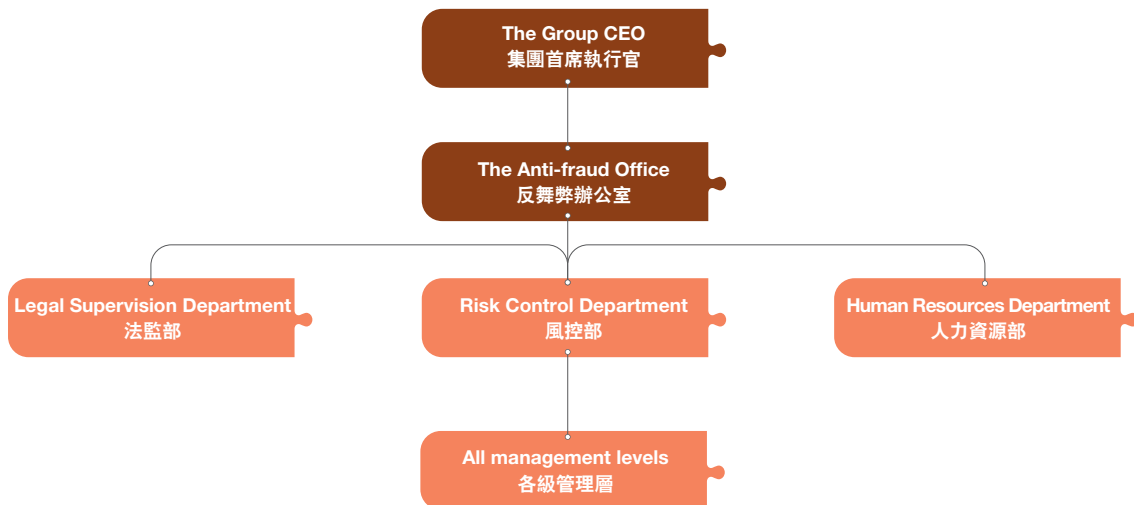 The Group CEO
集團首席執行官
The Anti-fraud Office
反舞弊辦公室
Legal Supervision Department
法監部
Risk Control Department
風控部
Human Resources Department
人力資源部
All management levels
各級管理層